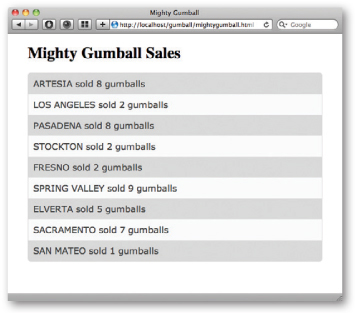 Mighty Gumball
http://localhost/gumball/mightygumball.html
Google
Mighty Gumball Sales
ARTESIA sold 8 gumballs
LOS ANGELES sold 2 gumballs
PASADENA sold 8 gumballs
STOCKTON sold 2 gumballs
FRESNO sold 2 gumballs
SPRING VALLEY sold 9 gumballs
ELVERTA sold 5 gumballs
SACRAMENTO sold 7 gumballs
SAN MATEO sold 1 gumballs